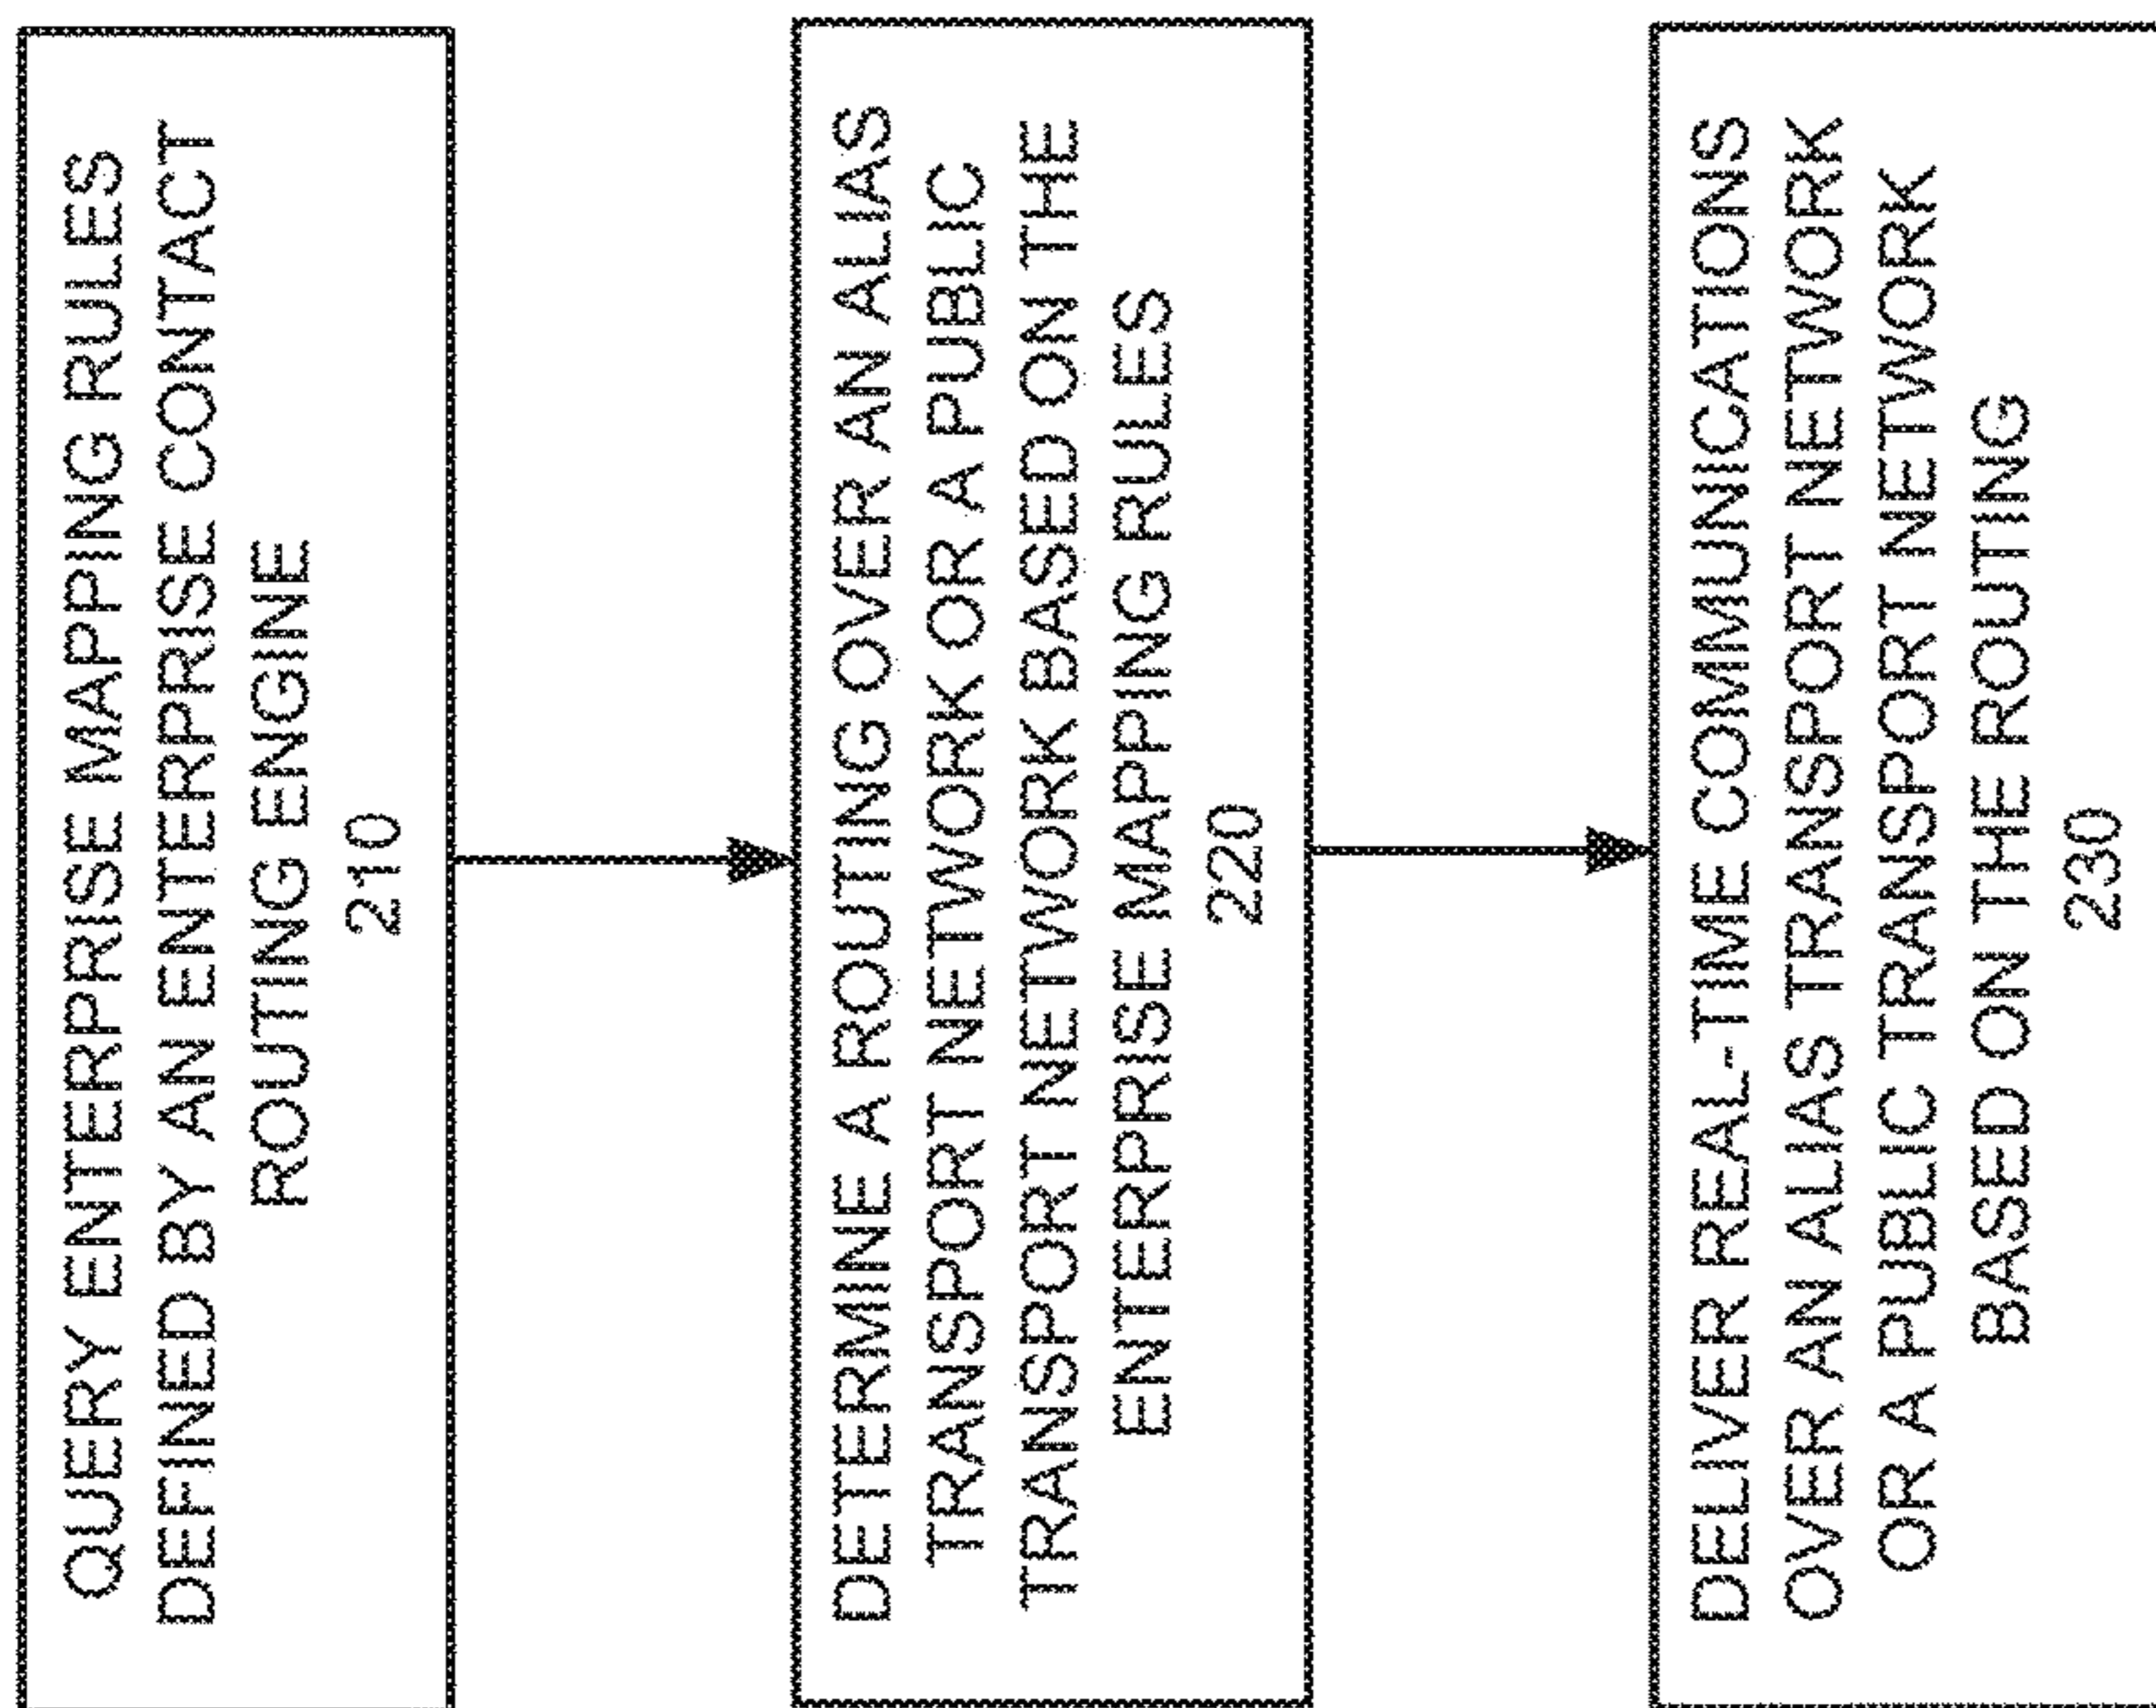 QUERY ENTERPRISE MAPPING RULES
DEFINED BY AN ENTERPRISE CONTACT
ROUTING ENGINE
210
DETERMINE A ROUTING OVER AN ALIAS
TRANSPORT NETWORK OR A PUBLIC
TRANSPORT NETWORK BASED ON THE
ENTERPRISE MAPPING RULES
220
DELIVER REAL-TIME COMMUNICATIONS
OVER AN ALIAS TRANSPORT NETWORK
OR A PUBLIC TRANSPORT NETWORK
BASED ON THE ROUTING
230